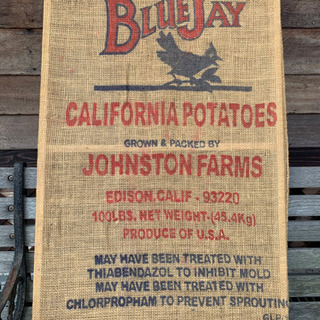 BLUE JAY
CALIFORNIA POTATOES
GROWN & PACKED BY
JOHNSTON FARMS
EDISON, CALIF - 93220
100LBS. NET WEIGHT-(45.4Kg)
PRODUCE OF U.S.A.
MAY HAVE BEEN TREATED WITH
THIABENDAZOL TO INHIBIT MOLD
MAY HAVE BEEN TREATED WITH
CHLORPROPHAM TO PREVENT SPROUTING